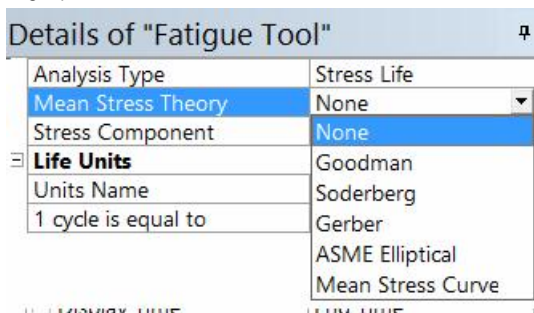 Details of "Fatigue Tool"
Analysis Type Stress Life
Mean Stress Theory None
Stress Component None
Life Units Goodman
Units Name Soderberg
1 cycle is equal to Gerber
ASME Elliptical
Mean Stress Curve